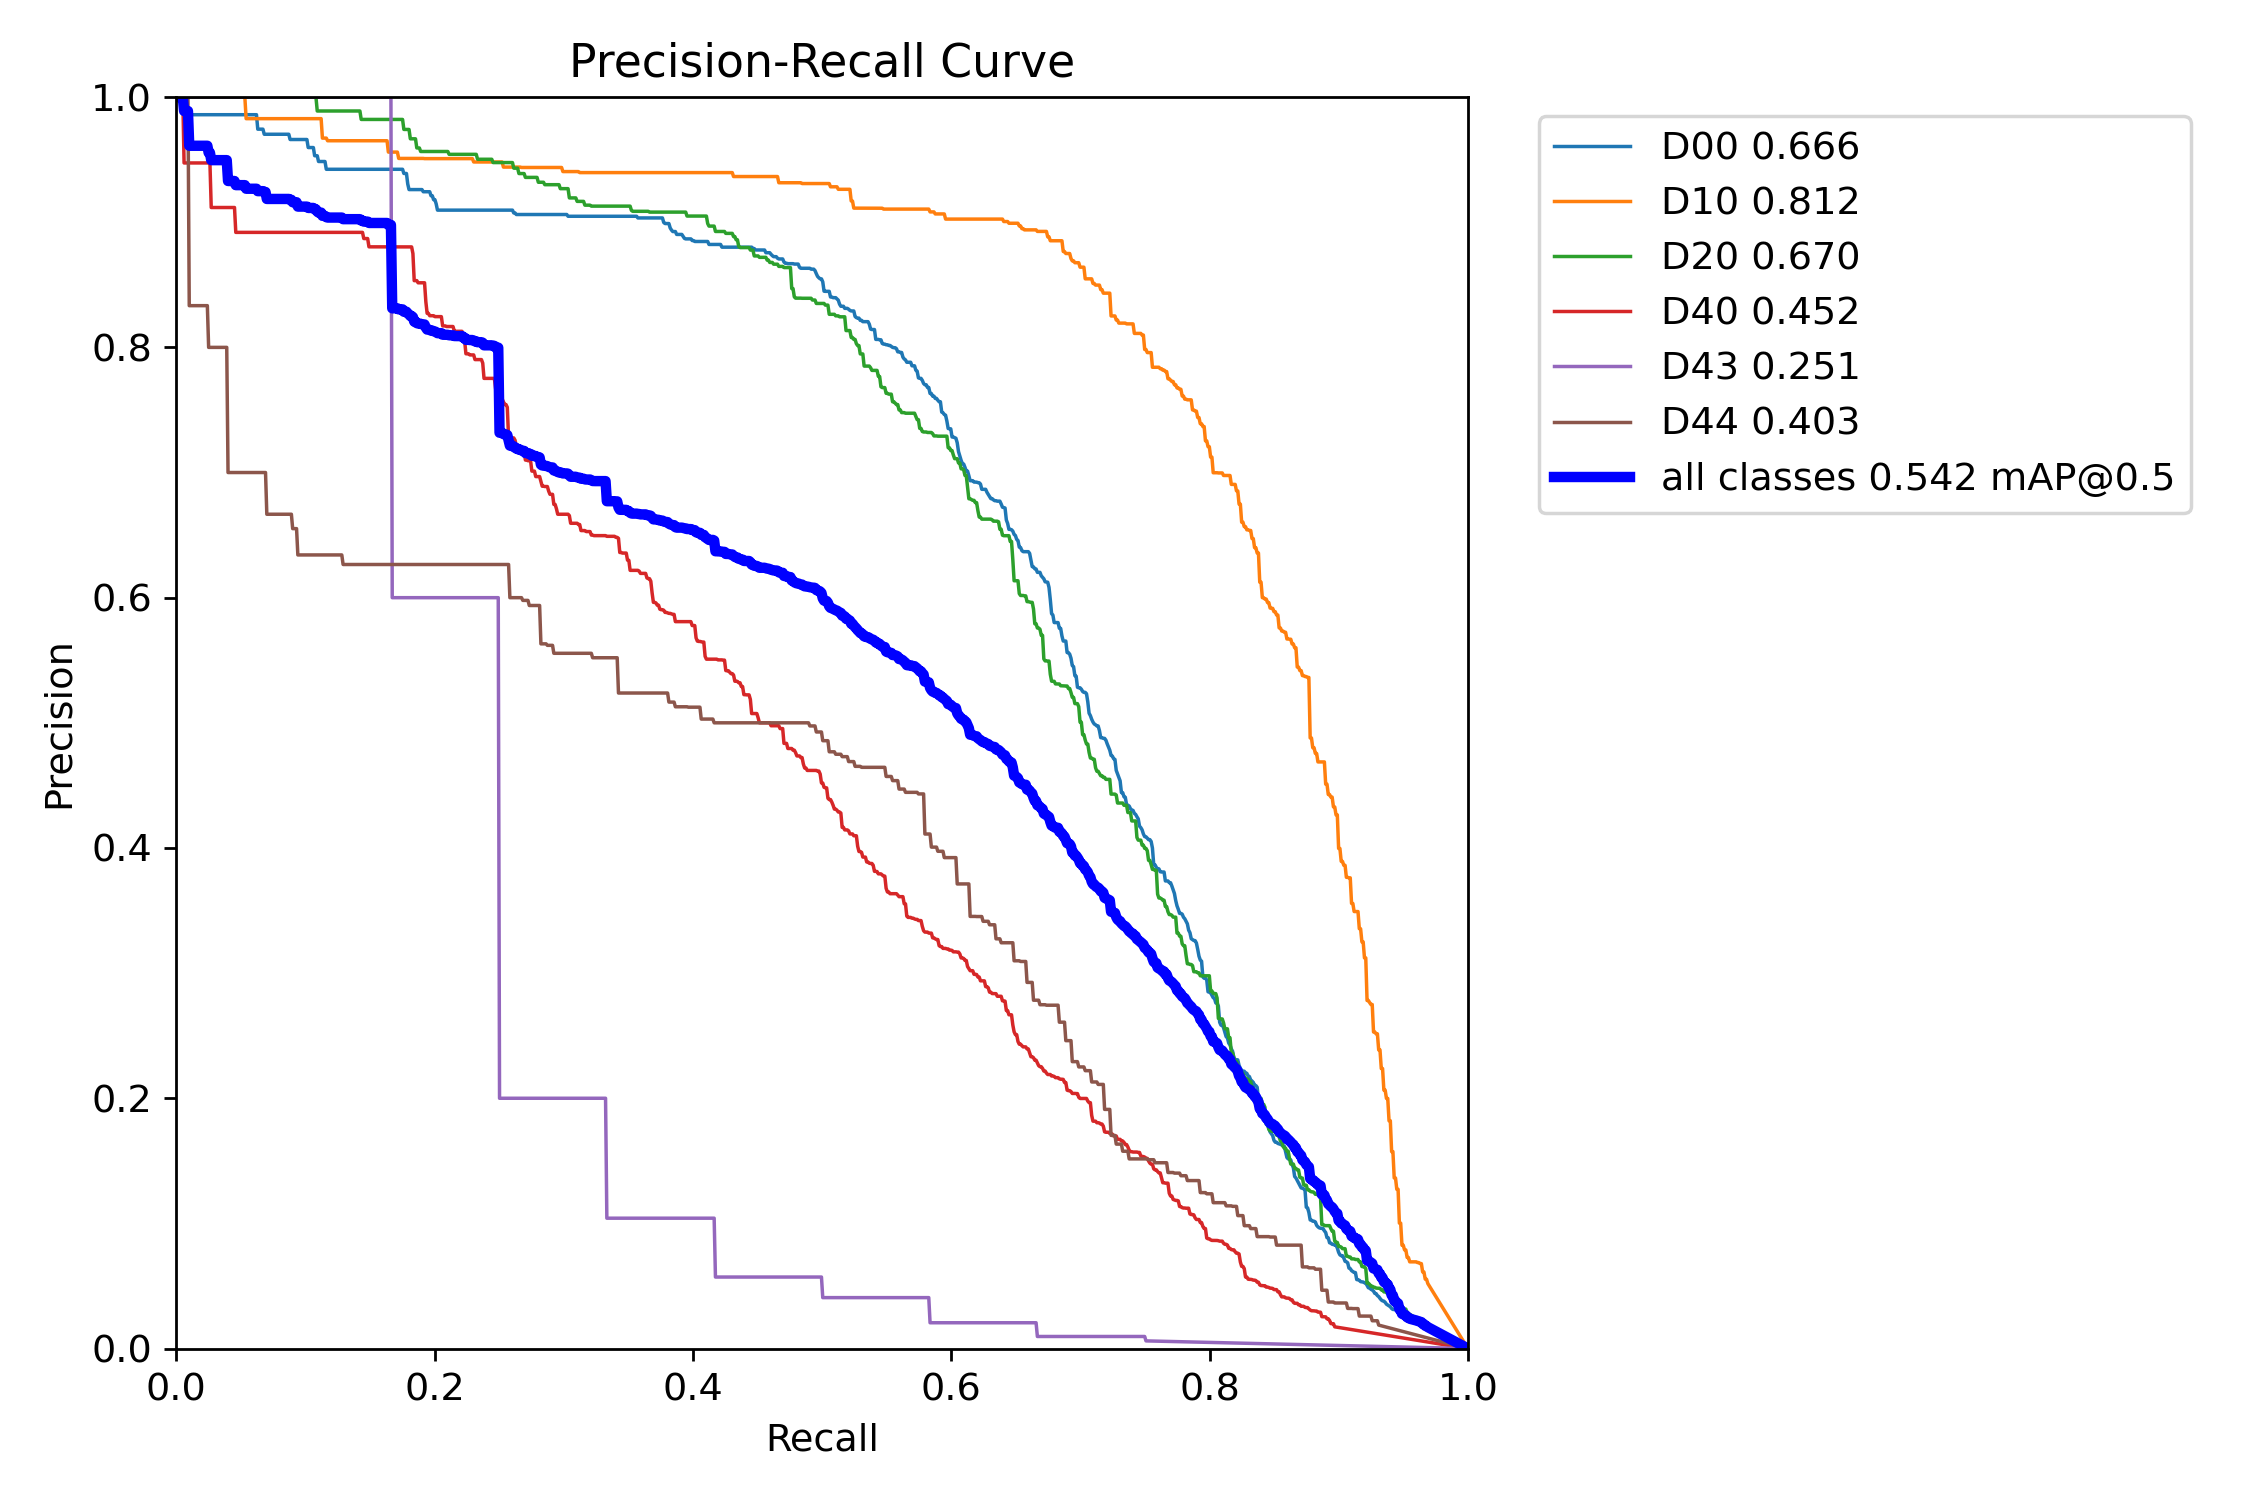 Precision-Recall Curve
1.0
0.8
0.6
0.4
0.2
0.0
Precision
0.0 0.2 0.4 0.6 0.8 1.0
Recall
D00 0.666
D10 0.812
D20 0.670
D40 0.452
D43 0.251
D44 0.403
all classes 0.542 mAP@0.5